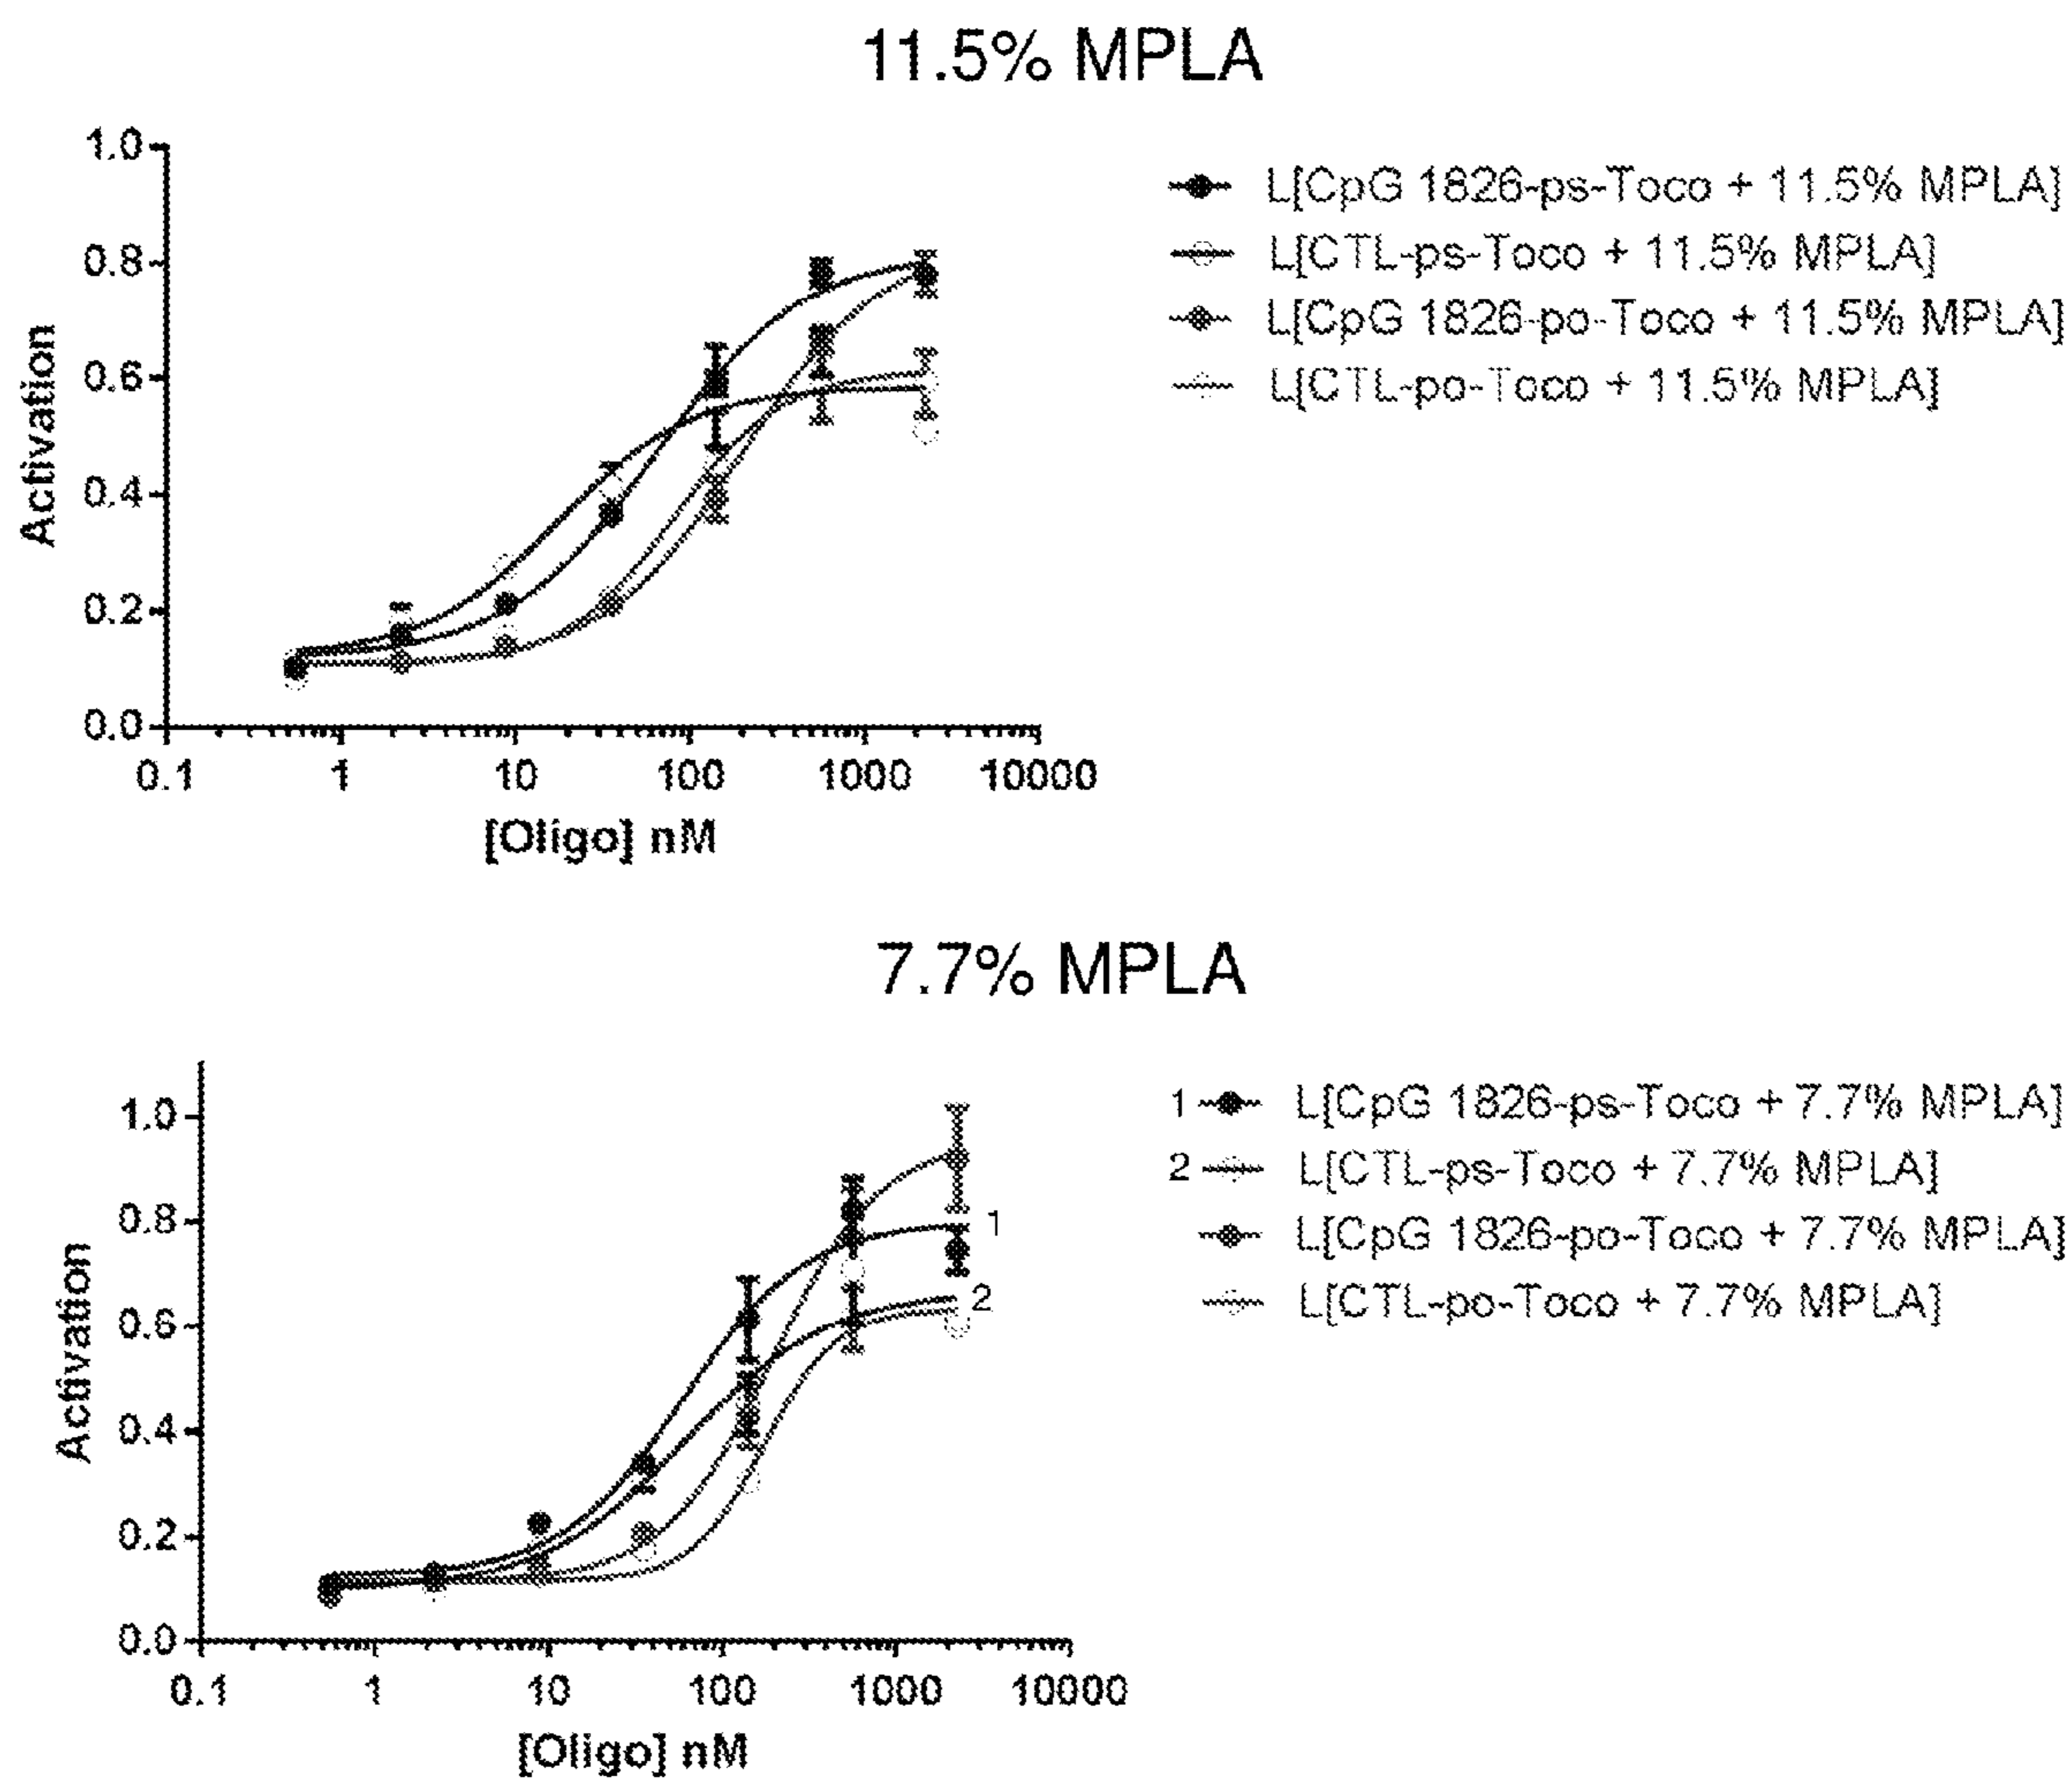 11.5% MPLA
1.0
0.8
0.6
0.4
0.2
0.0
Activation
0.1 1 10 100 1000 10000
[Oligo] nM
L[CpG 1826-ps-Toco + 11.5% MPLA]
L[CTL-ps-Toco + 11.5% MPLA]
L[CpG 1826-po-Toco + 11.5% MPLA]
L[CTL-po-Toco + 11.5% MPLA]
7.7% MPLA
1.0
0.8
0.6
0.4
0.2
0.0
Activation
0.1 1 10 100 1000 10000
[Oligo] nM
1
2
1 L[CpG 1826-ps-Toco + 7.7% MPLA]
2 L[CTL-ps-Toco + 7.7% MPLA]
L[CpG 1826-po-Toco + 7.7% MPLA]
L[CTL-po-Toco + 7.7% MPLA]